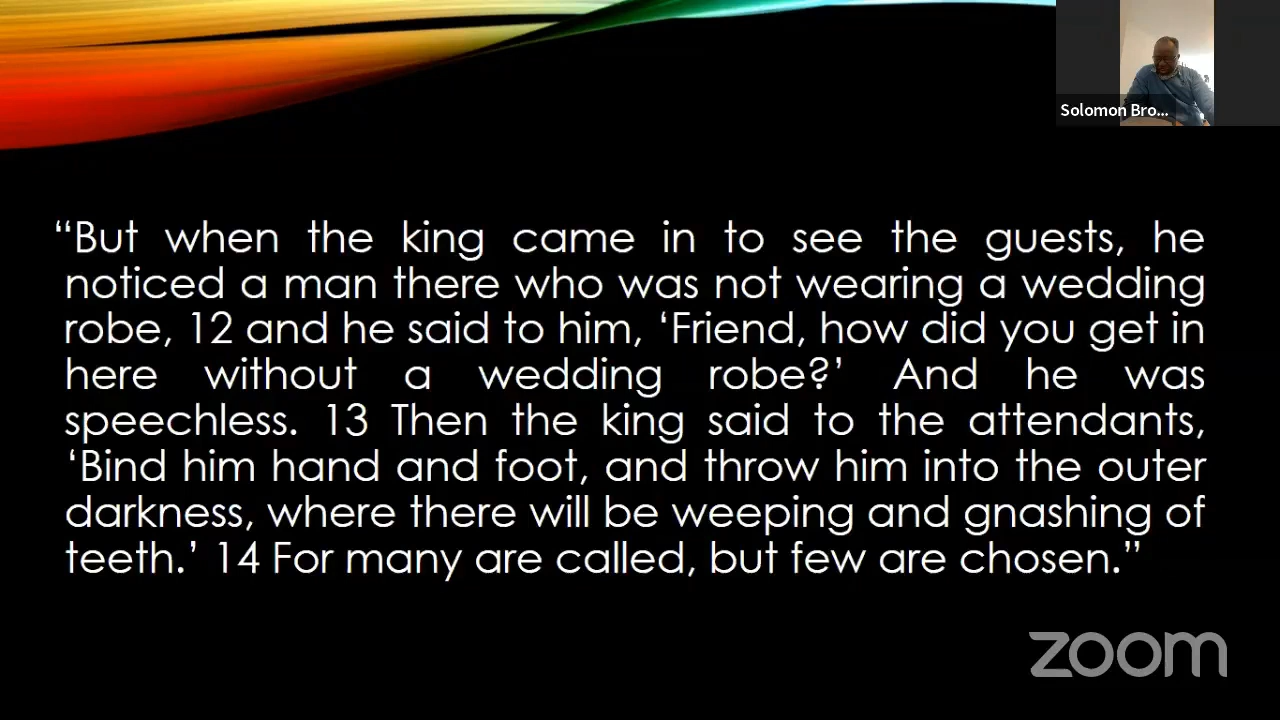 Solomon Bro...
“But when the king came in to see the guests, he
noticed a man there who was not wearing a wedding
robe, 12 and he said to him, ‘Friend, how did you get in
here without a wedding robe?’ And he was
speechless. 13 Then the king said to the attendants,
‘Bind him hand and foot, and throw him into the outer
darkness, where there will be weeping and gnashing of
teeth.’ 14 For many are called, but few are chosen.”
zoom